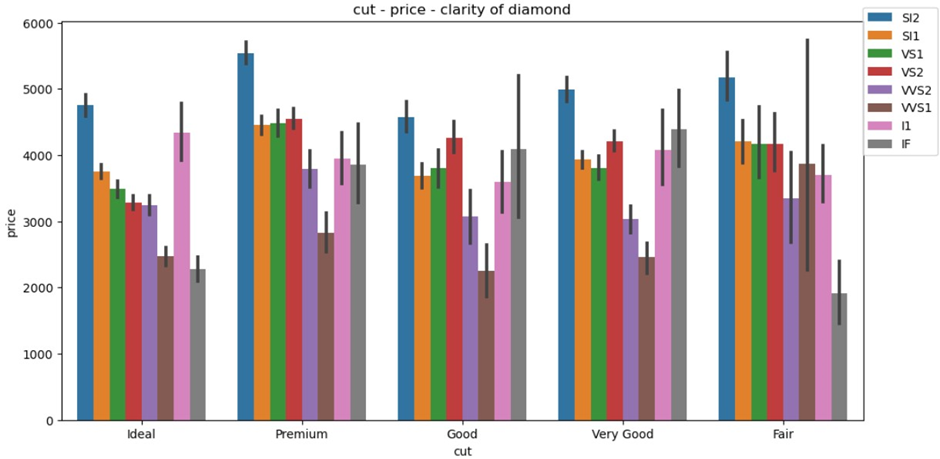 cut - price - clarity of diamond
SI2
SI1
VS1
VS2
VVS2
VVS1
I1
IF
6000
5000
4000
3000
2000
1000
0
price
Ideal
Premium
Good
Very Good
Fair
cut